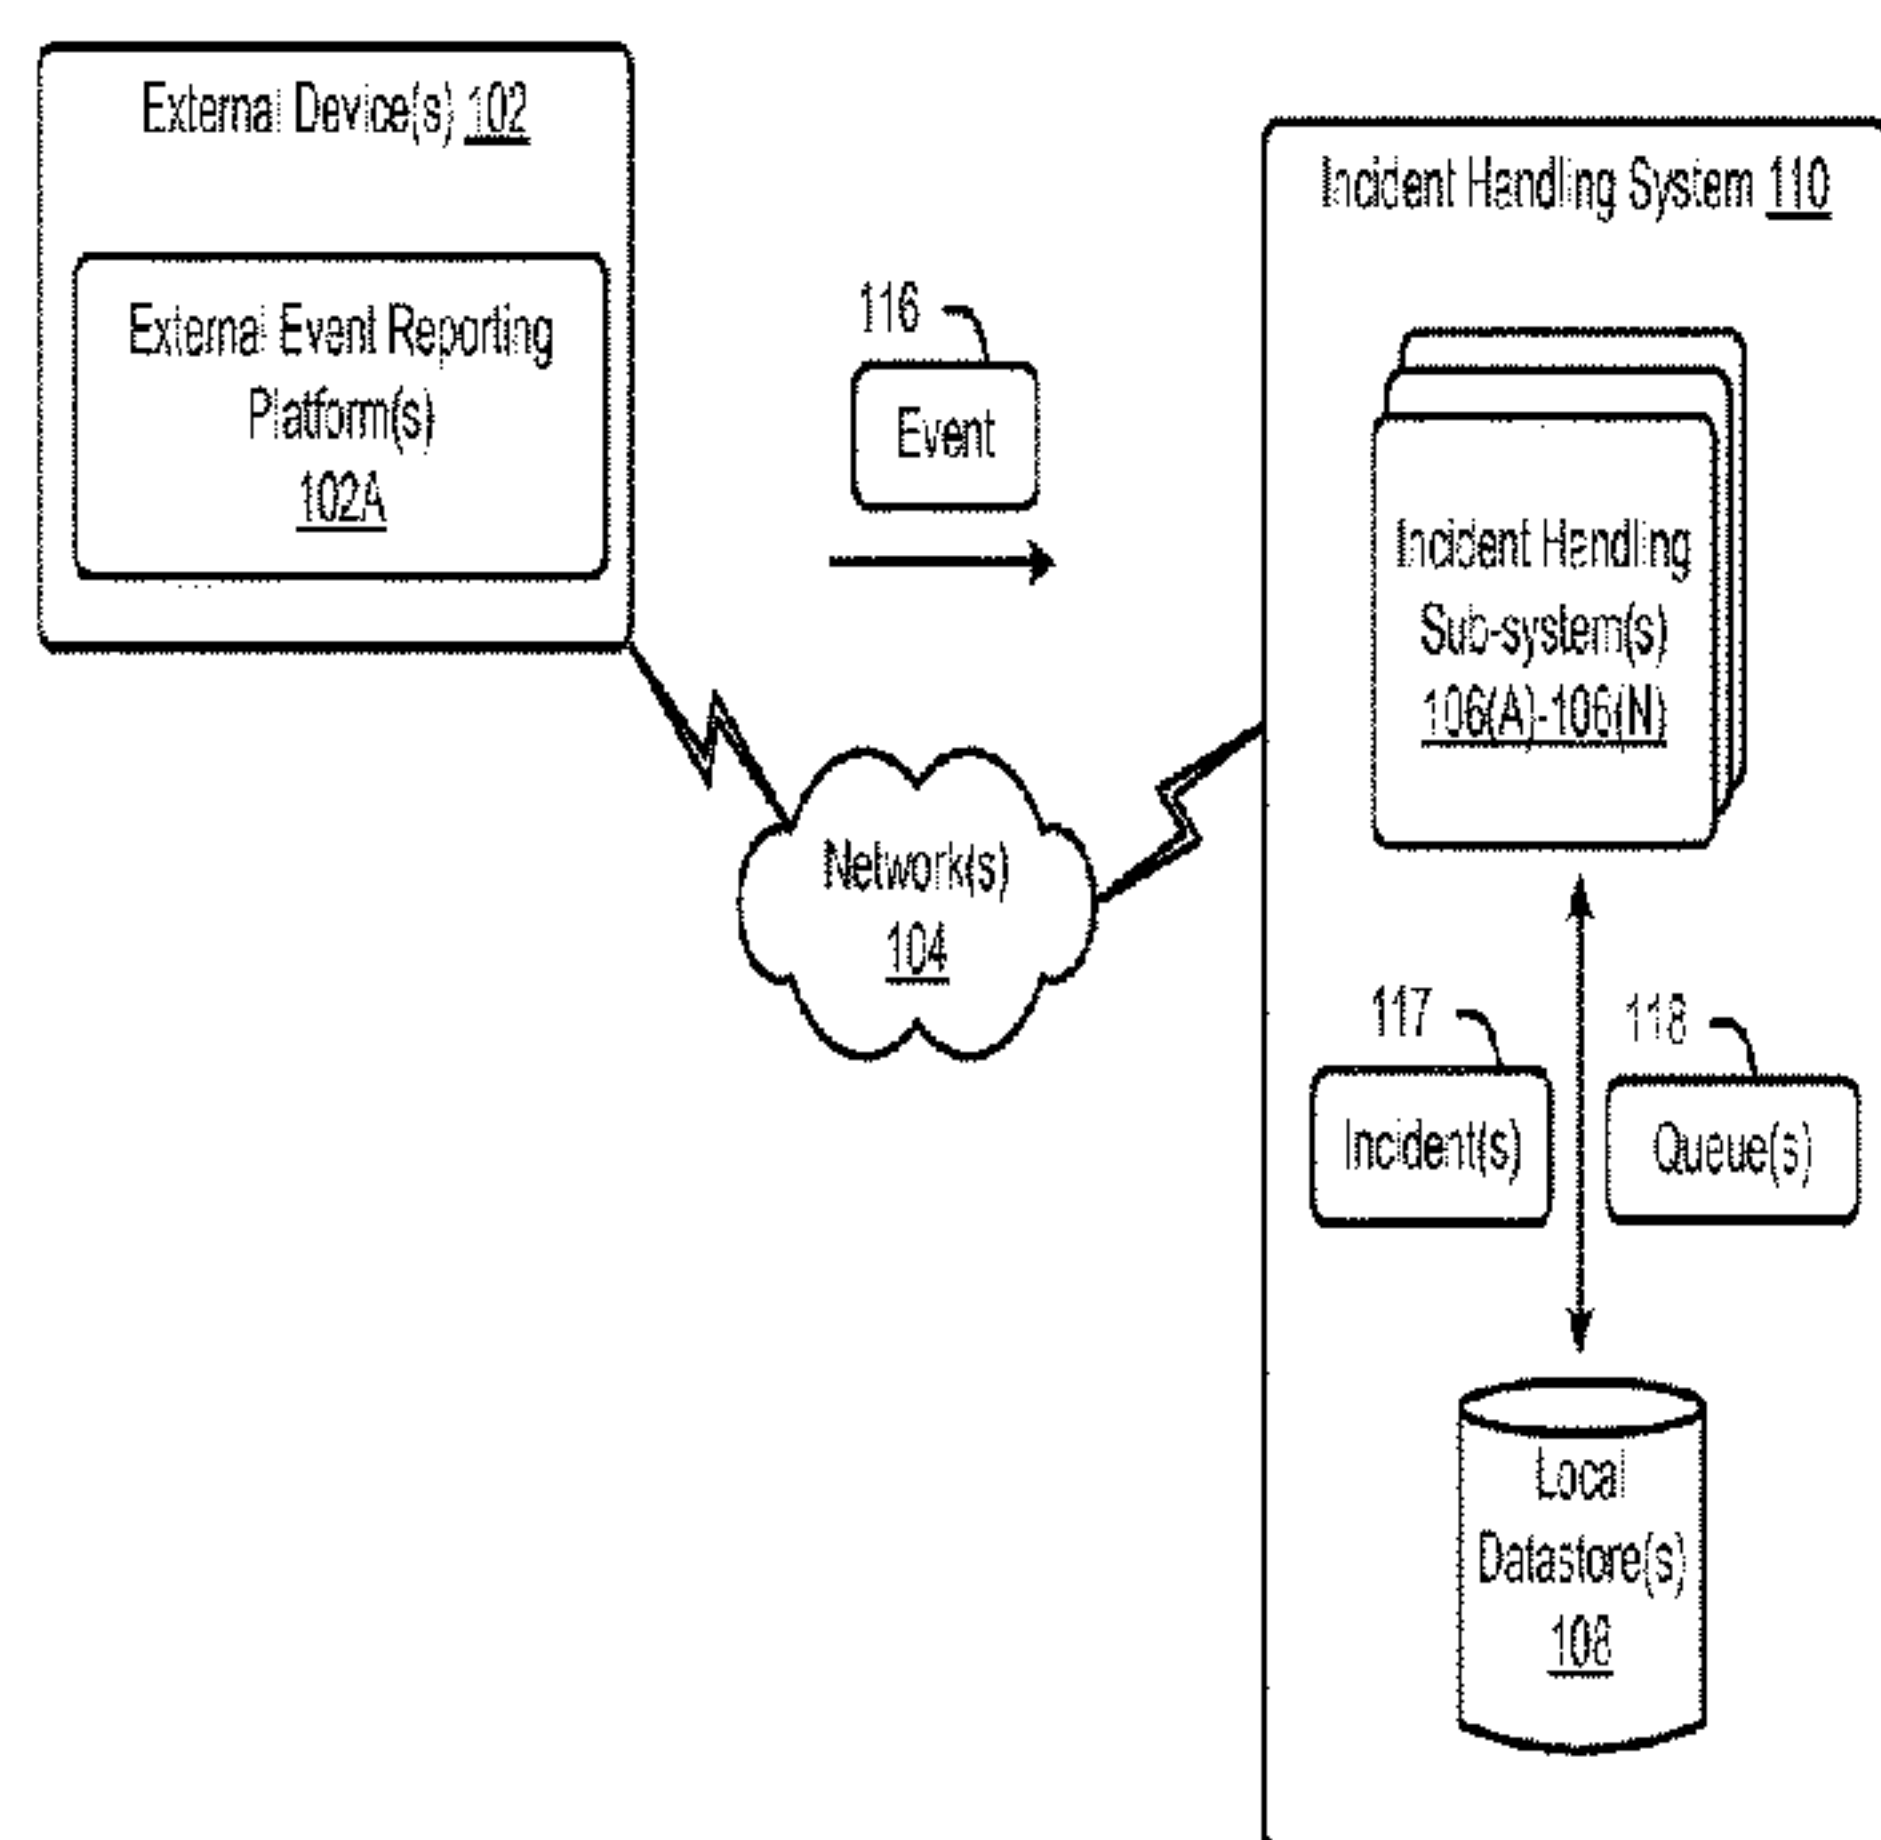 External Device(s) 102
External Event Reporting
Platform(s)
102A
116
Event
Network(s)
104
Incident Handling System 110
Incident Handling
Sub-system(s)
106(A)-106(N)
117
118
Incident(s)
Queue(s)
Local
Datastore(s)
108